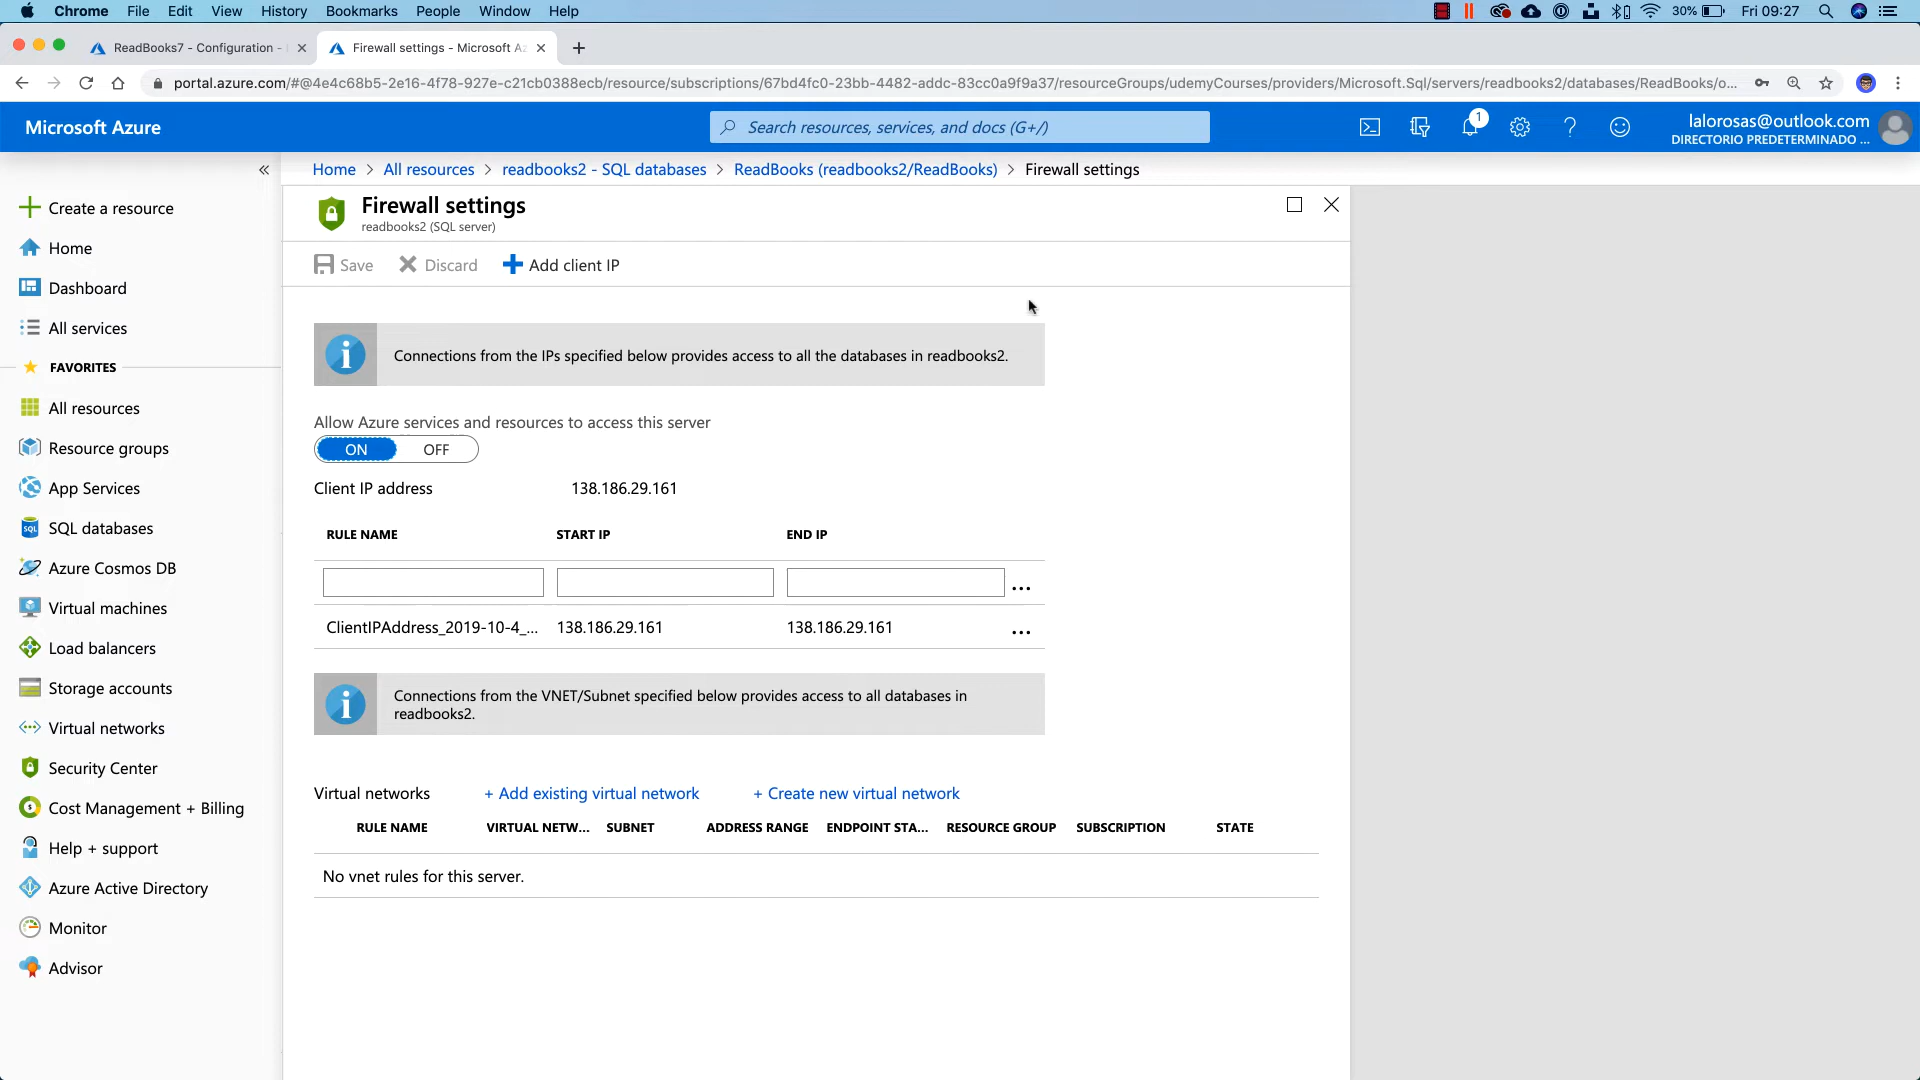 Chrome File Edit View History Bookmarks People Window Help 30% Fri 09:27
ReadBooks7 - Configuration - Firewall settings - Microsoft Az
portal.azure.com/#@4e4c68b5-2e16-4f78-927e-c21cb0388ecb/resource/subscriptions/67bd4fc0-23bb-4482-addc-83cc0a9f9a37/resourceGroups/udemyCourses/providers/Microsoft.Sql/servers/readbooks2/databases/ReadBooks/o...
Microsoft Azure
Search resources, services, and docs (G+/)
1
lalorosas@outlook.com
DIRECTORIO PREDETERMINADO ...
Home > All resources > readbooks2 - SQL databases > ReadBooks (readbooks2/ReadBooks) > Firewall settings
Create a resource
Home
Dashboard
All services
FAVORITES
All resources
Resource groups
App Services
SQL databases
Azure Cosmos DB
Virtual machines
Load balancers
Storage accounts
Virtual networks
Security Center
Cost Management + Billing
Help + support
Azure Active Directory
Monitor
Advisor
Firewall settings
readbooks2 (SQL server)
Save Discard Add client IP
Connections from the IPs specified below provides access to all the databases in readbooks2.
Allow Azure services and resources to access this server
ON OFF
Client IP address 138.186.29.161
RULE NAME START IP END IP
...
ClientIPAddress_2019-10-4_... 138.186.29.161 138.186.29.161 ...
Connections from the VNET/Subnet specified below provides access to all databases in
readbooks2.
Virtual networks + Add existing virtual network + Create new virtual network
RULE NAME VIRTUAL NETW... SUBNET ADDRESS RANGE ENDPOINT STA... RESOURCE GROUP SUBSCRIPTION STATE
No vnet rules for this server.